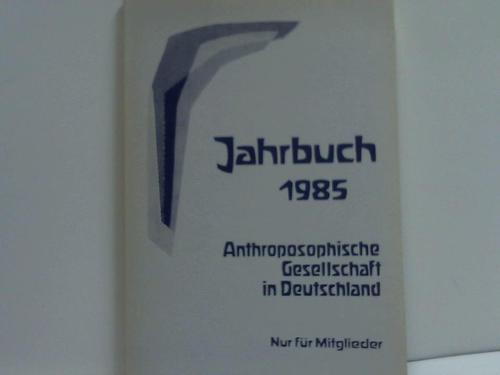 Jahrbuch
1985
Anthroposophische
Gesellschaft
in Deutschland
Nur für Mitglieder